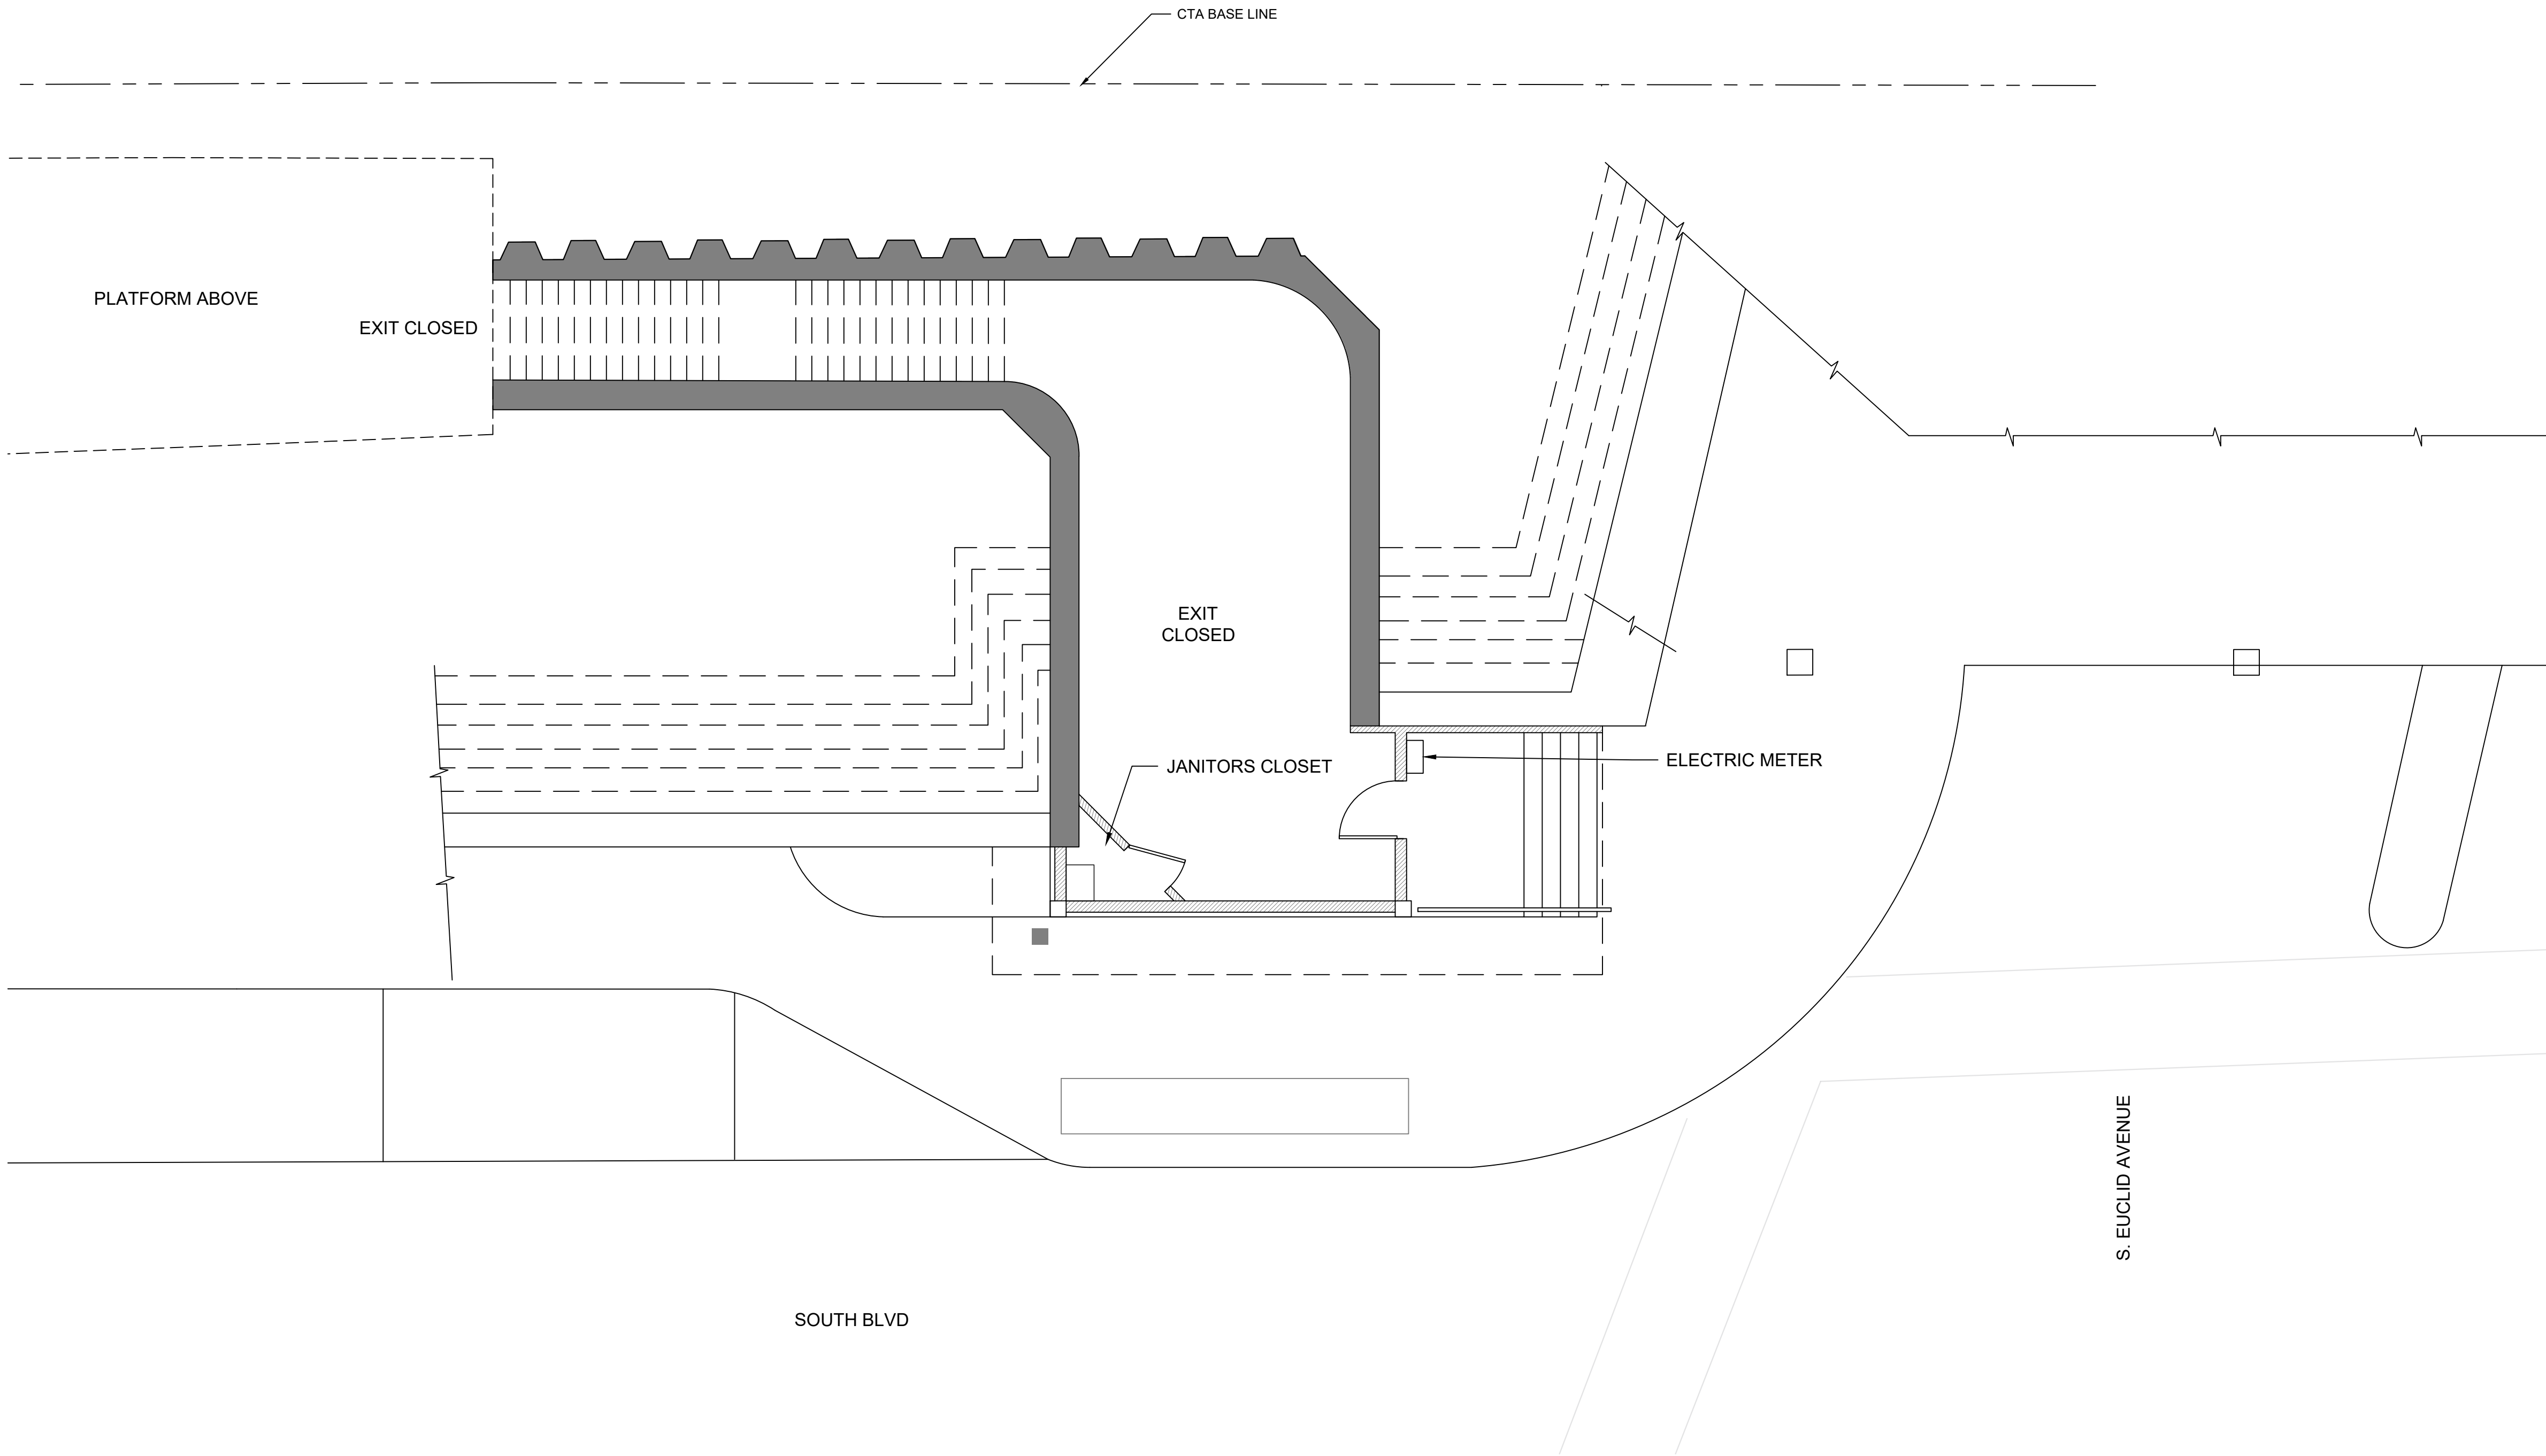 CTA BASE LINE
PLATFORM ABOVE
EXIT CLOSED
EXIT
CLOSED
JANITORS CLOSET
ELECTRIC METER
S. EUCLID AVENUE
SOUTH BLVD